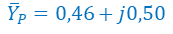 Ȳ_P = 0,46 + j0,50